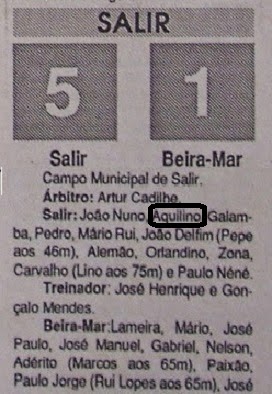 SALIR
5 1
Salir Beira-Mar
Campo Municipal de Salir.
Árbitro: Artur Cadilhe.
Salir: João Nuno, Aquilino, Galam-
ba, Pedro, Mário Rui, João Delfim (Pepe
aos 46m), Alemão, Orlandino, Zona,
Carvalho (Lino aos 75m) e Paulo Néné.
Treinador: José Henrique e Gon-
çalo Mendes.
Beira-Mar:Lameira, Mário, José
Paulo, José Manuel, Gabriel, Nelson,
Adérito (Marcos aos 65m), Paixão,
Paulo Jorge (Rui Lopes aos 65m), José